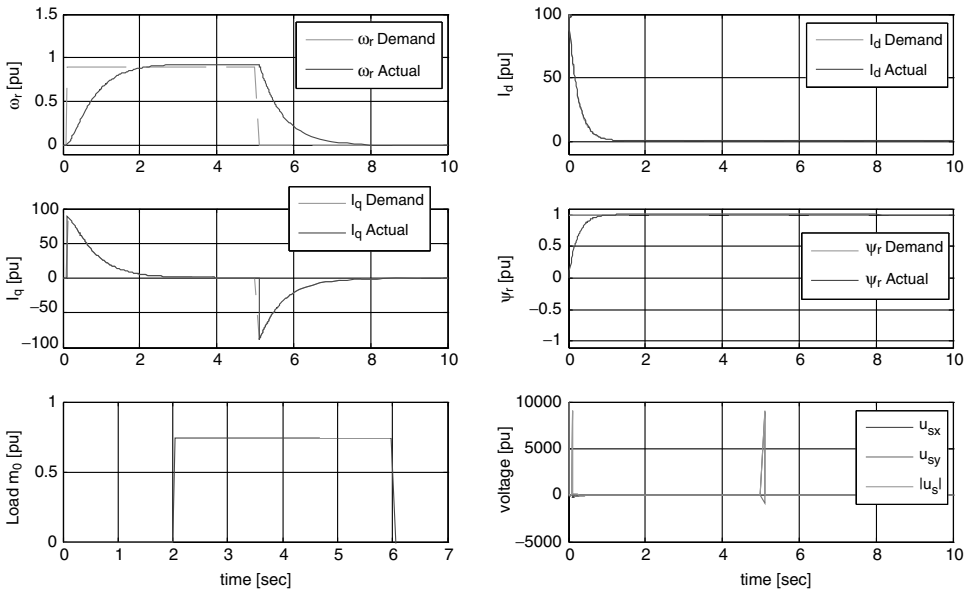 1.5
1
0.5
0
ω_r [pu]
ω_r Demand
ω_r Actual
0 2 4 6 8 10
100
50
0
I_d [pu]
I_d Demand
I_d Actual
0 2 4 6 8 10
100
50
0
−50
−100
I_q [pu]
I_q Demand
I_q Actual
0 2 4 6 8 10
1
0.5
0
−0.5
−1
ψ_r [pu]
ψ_r Demand
ψ_r Actual
0 2 4 6 8 10
1
0.5
0
Load m_0 [pu]
0 1 2 3 4 5 6 7
time [sec]
10000
5000
0
−5000
voltage [pu]
u_sx
u_sy
|u_s|
0 2 4 6 8 10
time [sec]